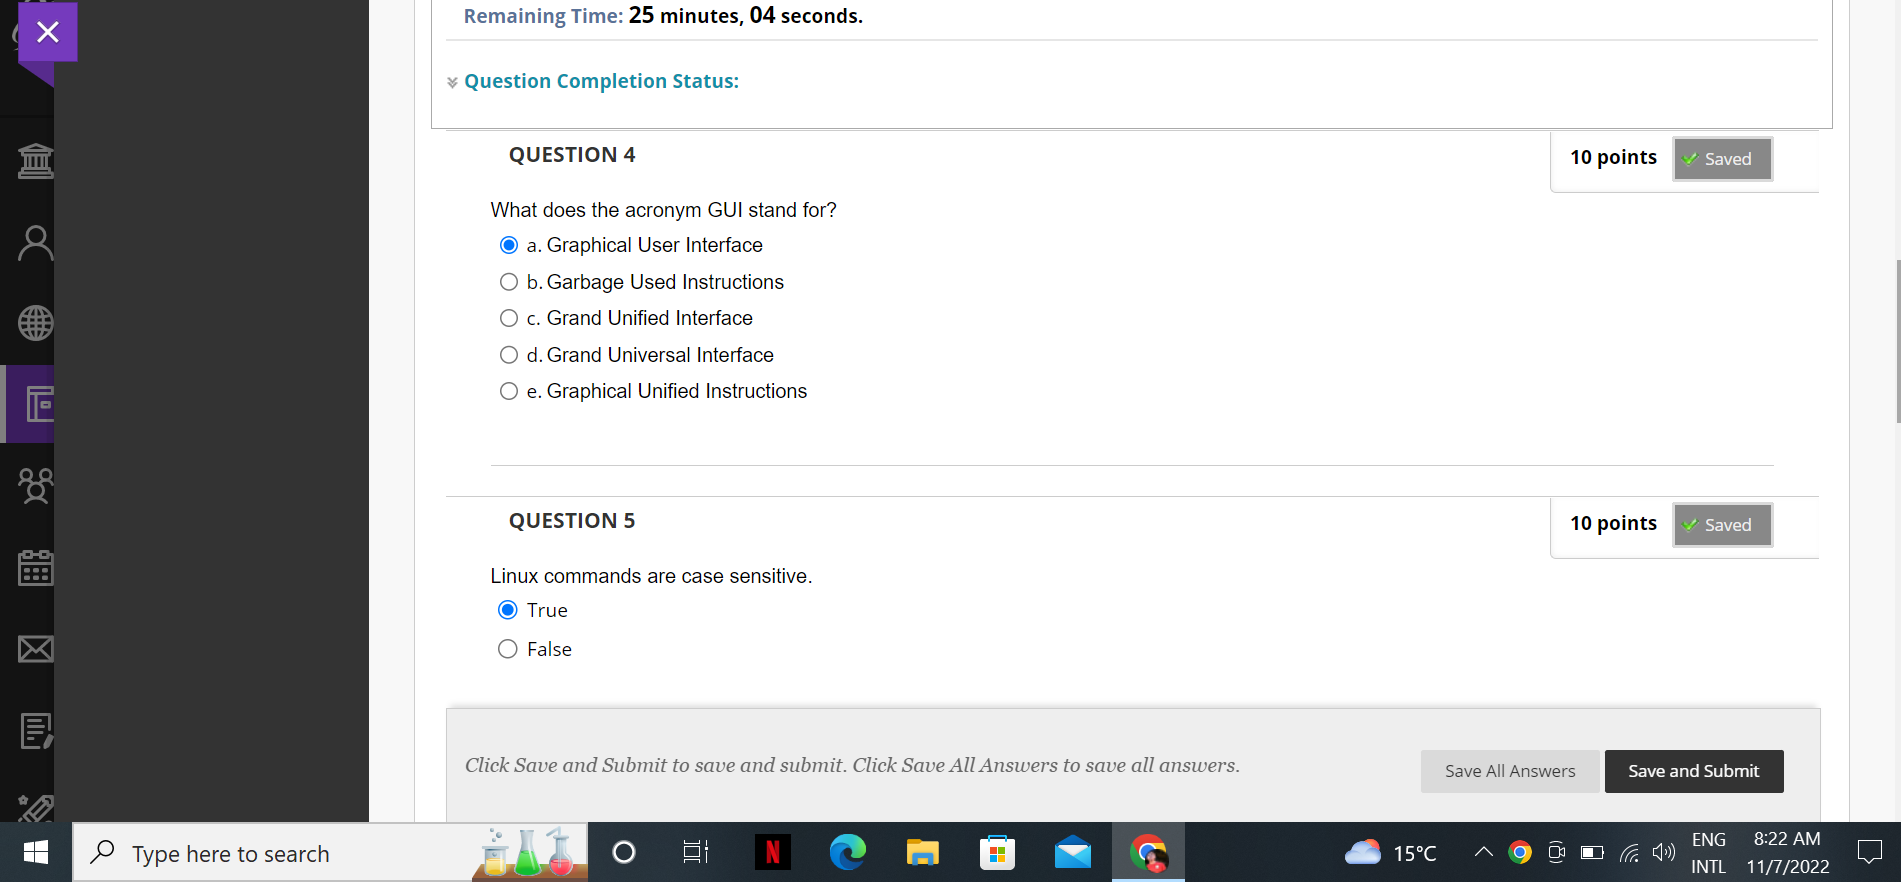 Remaining Time: 25 minutes, 04 seconds.
Question Completion Status:
QUESTION 4
10 points
Saved
What does the acronym GUI stand for?
a. Graphical User Interface
b. Garbage Used Instructions
c. Grand Unified Interface
d. Grand Universal Interface
e. Graphical Unified Instructions
QUESTION 5
10 points
Saved
Linux commands are case sensitive.
True
False
Click Save and Submit to save and submit. Click Save All Answers to save all answers.
Save All Answers
Save and Submit
Type here to search
N
15°C
ENG
INTL
8:22 AM
11/7/2022